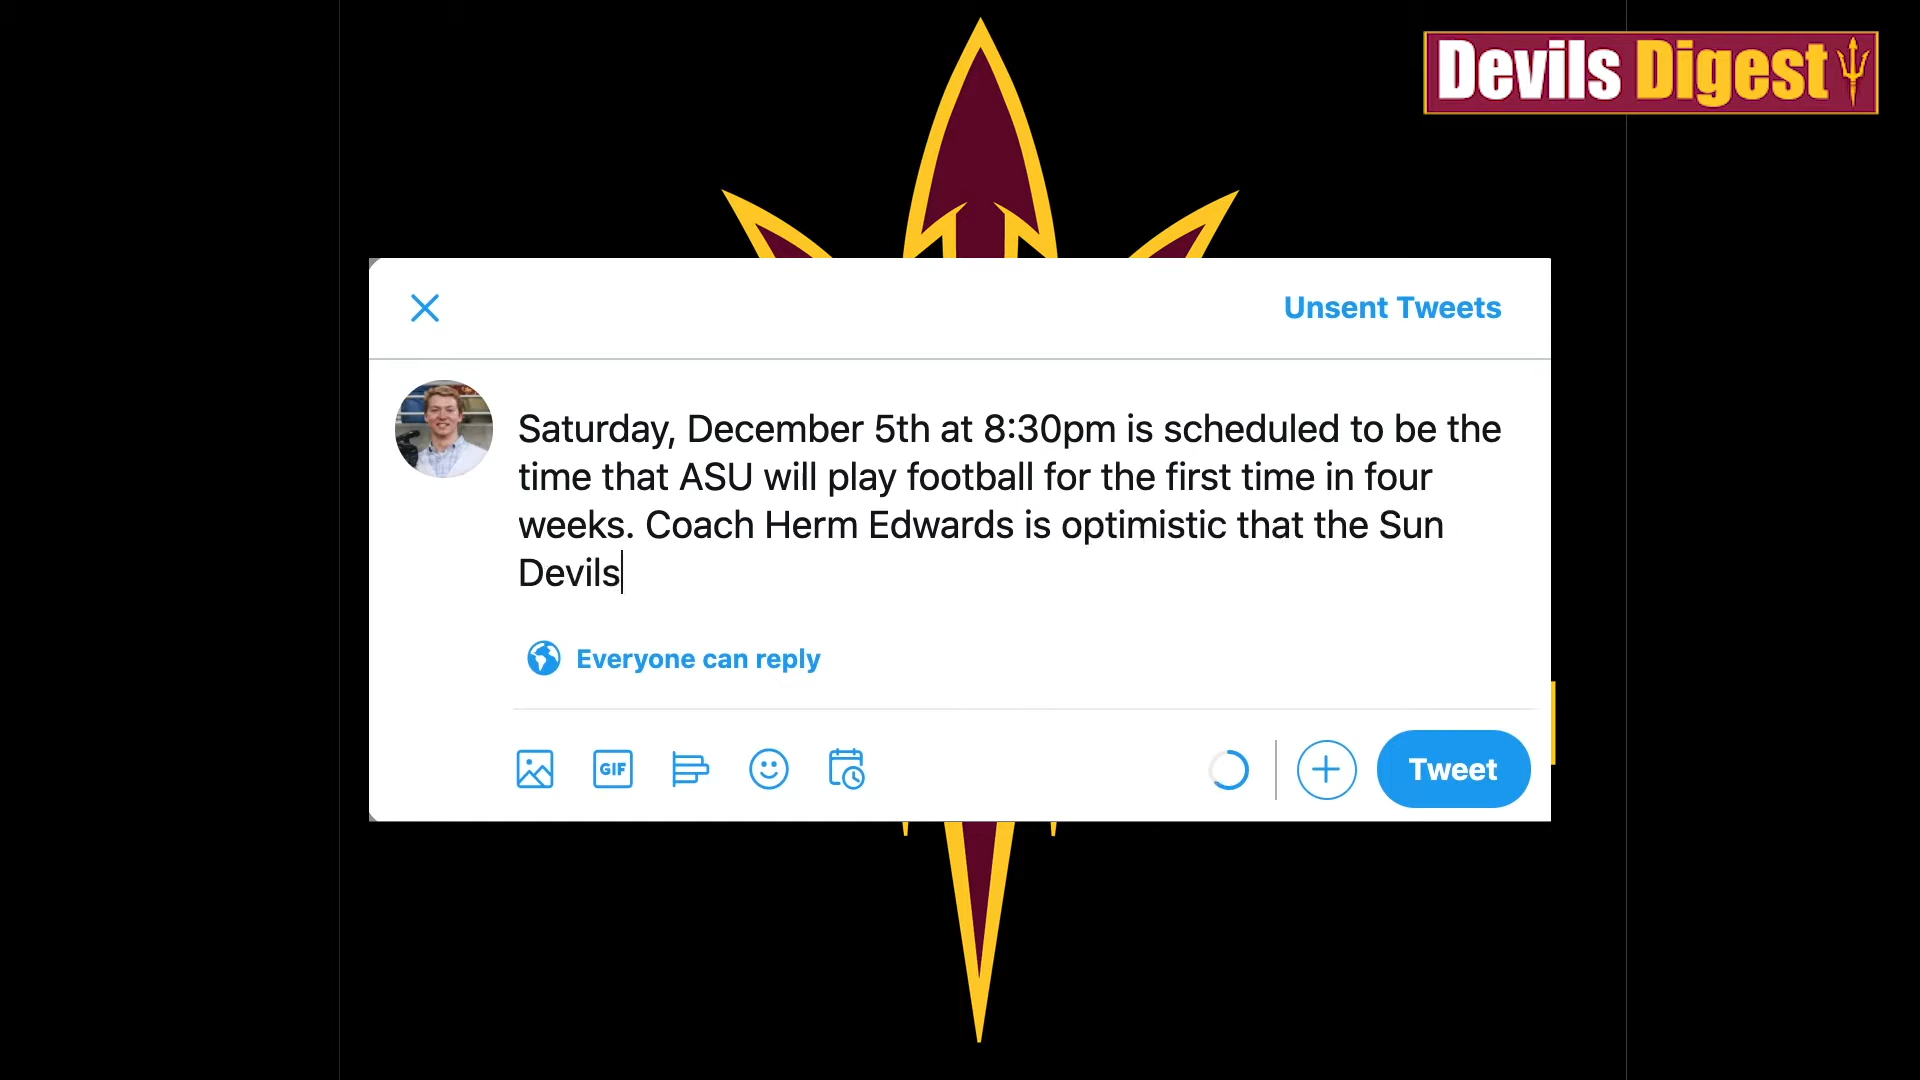 Devils Digest
Unsent Tweets
Saturday, December 5th at 8:30pm is scheduled to be the
time that ASU will play football for the first time in four
weeks. Coach Herm Edwards is optimistic that the Sun
Devils
Everyone can reply
GIF
Tweet